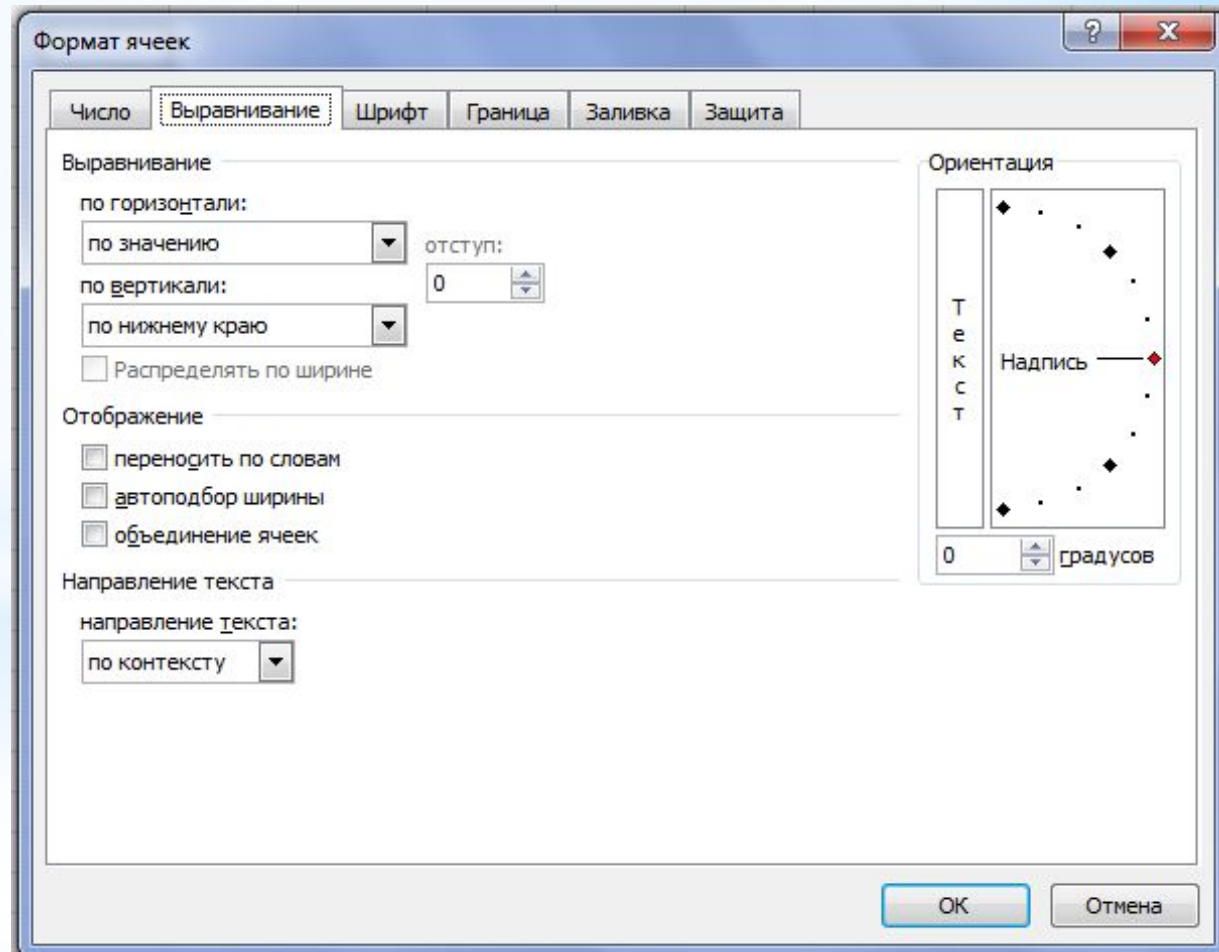 Формат ячеек
Число Выравнивание Шрифт Граница Заливка Защита
Выравнивание
по горизонтали:
по значению
отступ:
0
по вертикали:
по нижнему краю
Распределять по ширине
Отображение
переносить по словам
автоподбор ширины
объединение ячеек
Направление текста
направление текста:
по контексту
Ориентация
Текст
Надпись
0 градусов
ОК Отмена